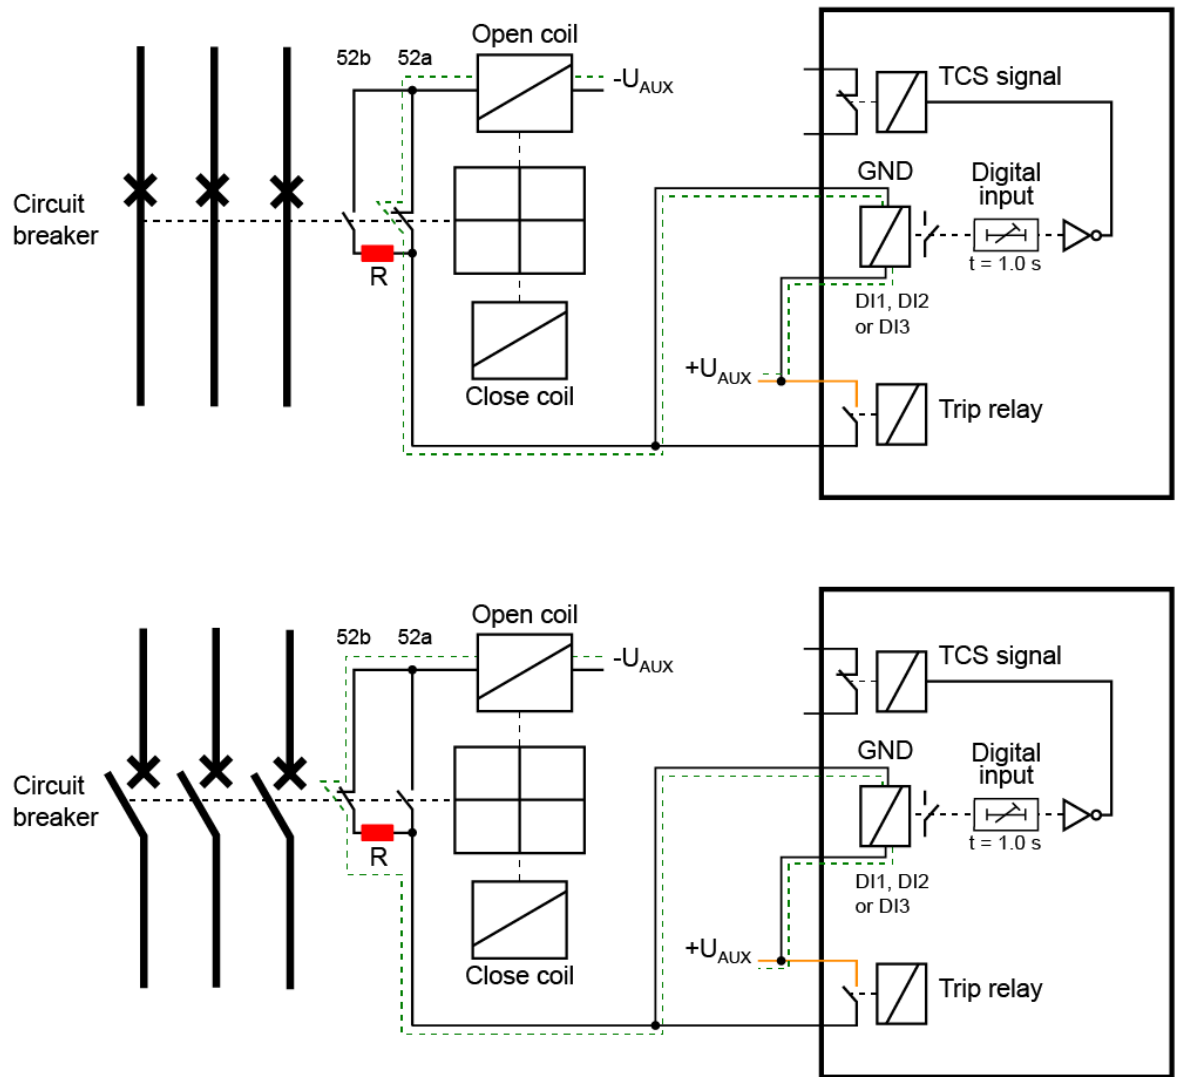 Open coil
52b
52a
-UAUX
TCS signal
GND
Digital
input
Circuit
breaker
R
t = 1.0 s
DI1, DI2
or DI3
+UAUX
Close coil
Trip relay
Open coil
52b
52a
-UAUX
TCS signal
GND
Digital
input
Circuit
breaker
R
t = 1.0 s
DI1, DI2
or DI3
+UAUX
Close coil
Trip relay